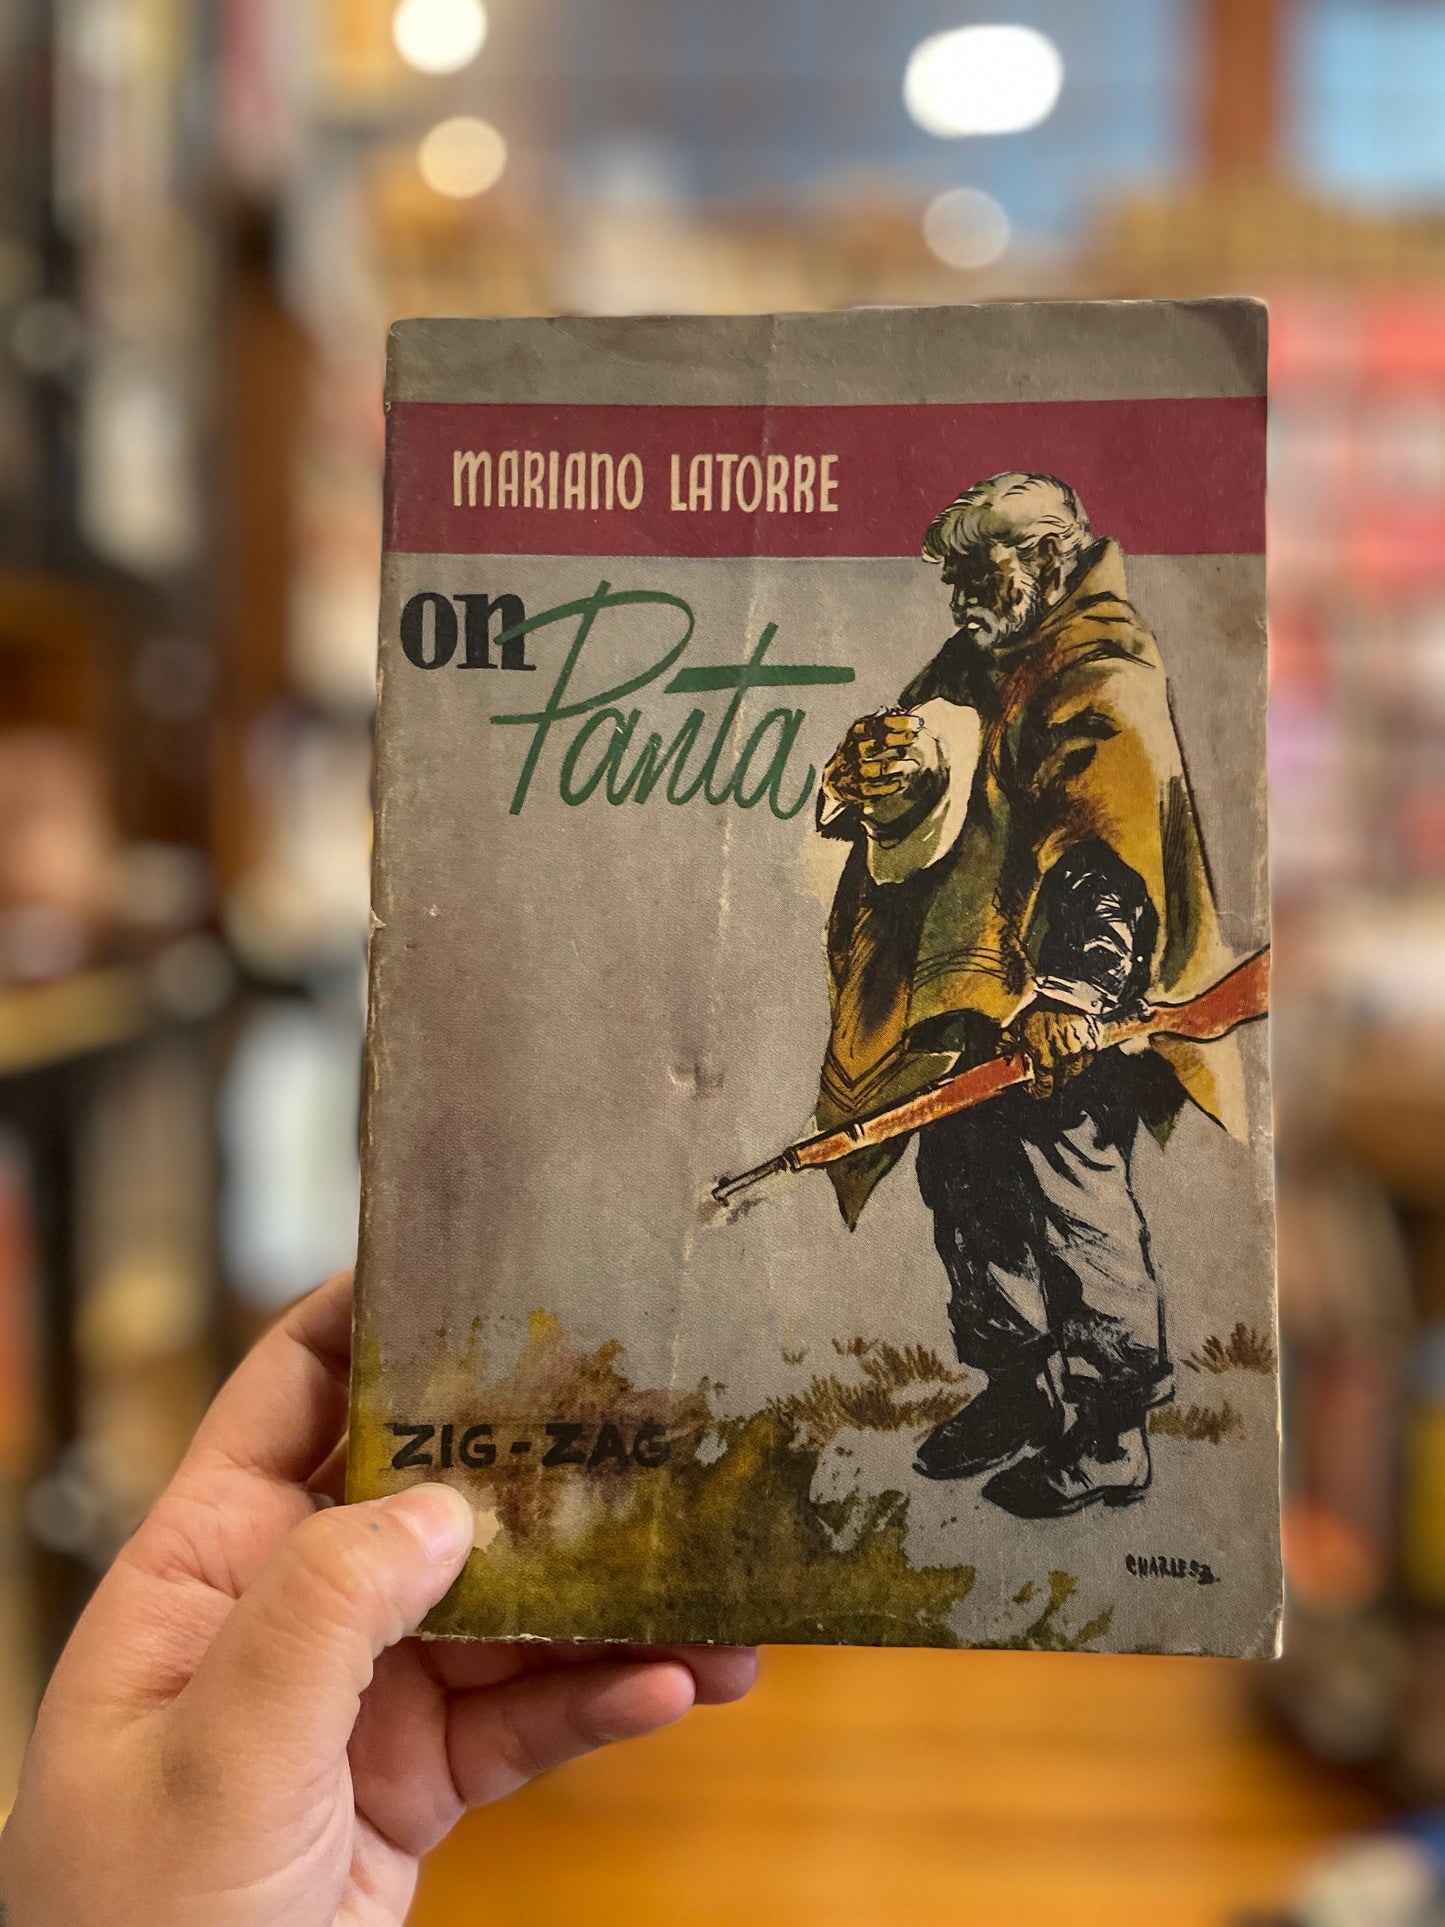 MARIANO LATORRE
on Panta
ZIG-ZAG
CHARLES B.